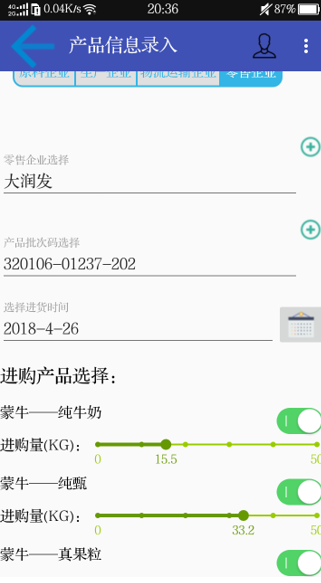 4G 2G 0.04K/s 20:36 87%
产品信息录入
原料企业 生产企业 物流运输企业 零售企业
零售企业选择
大润发
产品批次码选择
320106-01237-202
选择进货时间
2018-4-26
进购产品选择:
蒙牛——纯牛奶
进购量(KG):
0 15.5 50
蒙牛——纯甄
进购量(KG):
0 33.2 50
蒙牛——真果粒